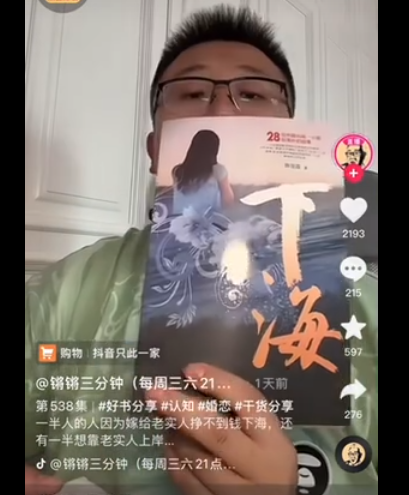 28
下海
直播
2193
215
597
276
购物 | 抖音只此一家
@锵锵三分钟（每周三六21... · 1天前
第538集 | #好书分享 #认知 #婚恋 #干货分享
一半人的人因为嫁给老实人挣不到钱下海，还
有一半想靠老实人上岸...
@锵锵三分钟（每周三六21点...